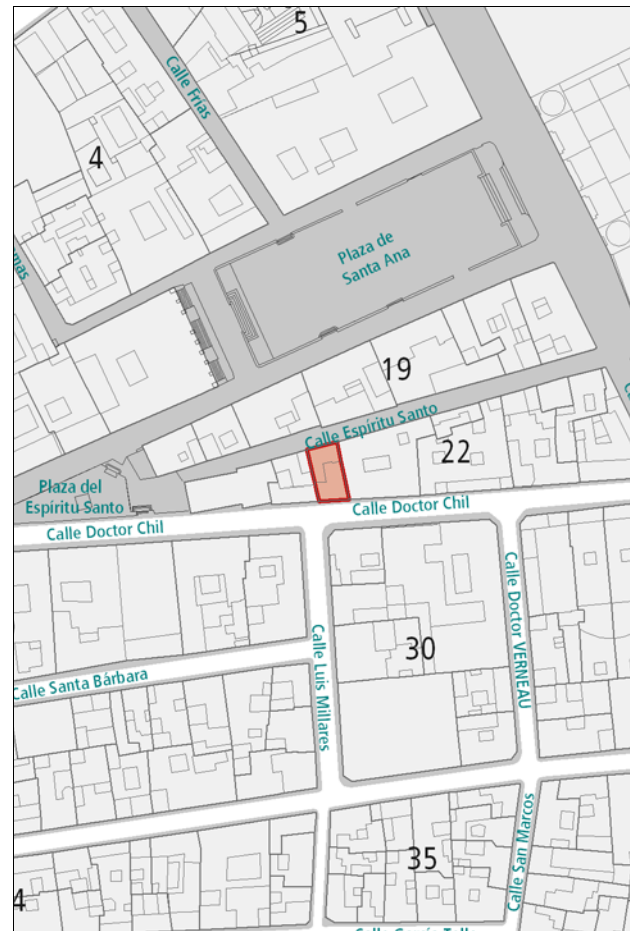 5
Calle Frías
4
Plaza de
Santa Ana
19
Calle Espíritu Santo
22
Plaza del
Espíritu Santo
Calle Doctor Chil
Calle Doctor Chil
Calle Doctor VERNEAU
Calle Luis Millares
30
Calle Santa Bárbara
Calle San Marcos
35
4